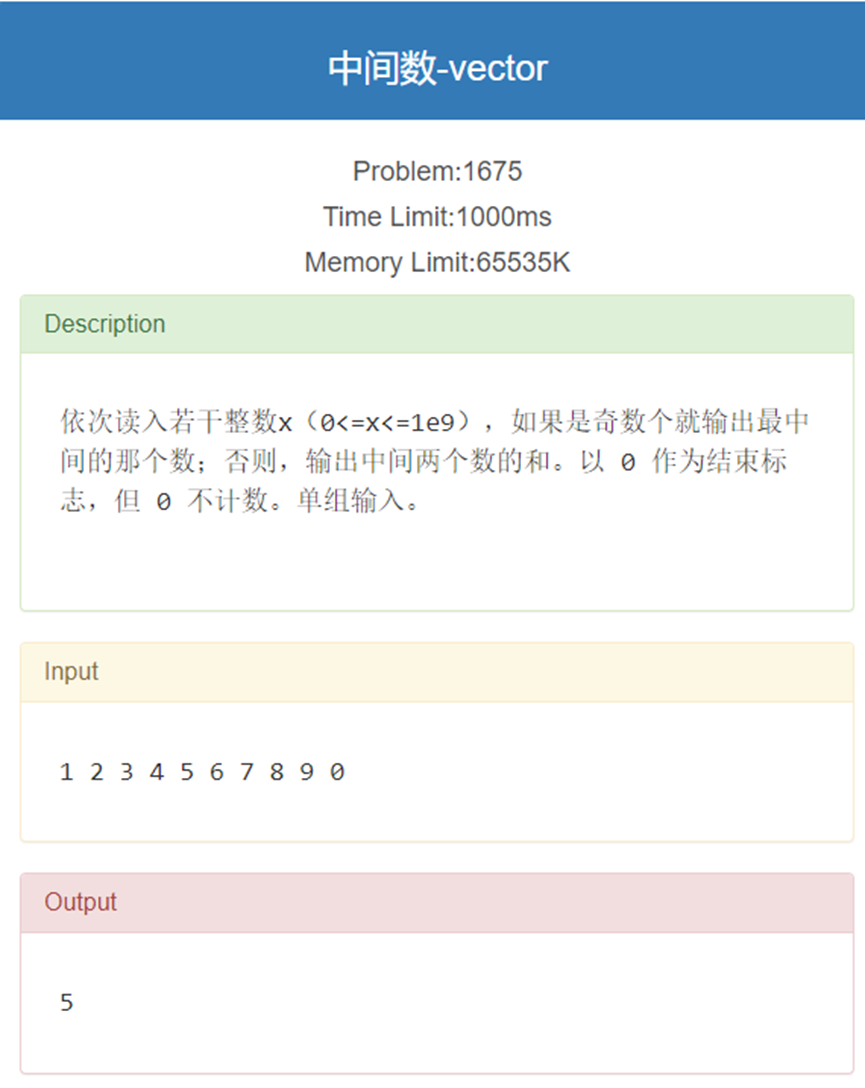 中间数-vector
Problem:1675
Time Limit:1000ms
Memory Limit:65535K
Description
依次读入若干整数x（0<=x<=1e9），如果是奇数个就输出最中
间的那个数；否则，输出中间两个数的和。以 0 作为结束标
志，但 0 不计数。单组输入。
Input
1 2 3 4 5 6 7 8 9 0
Output
5